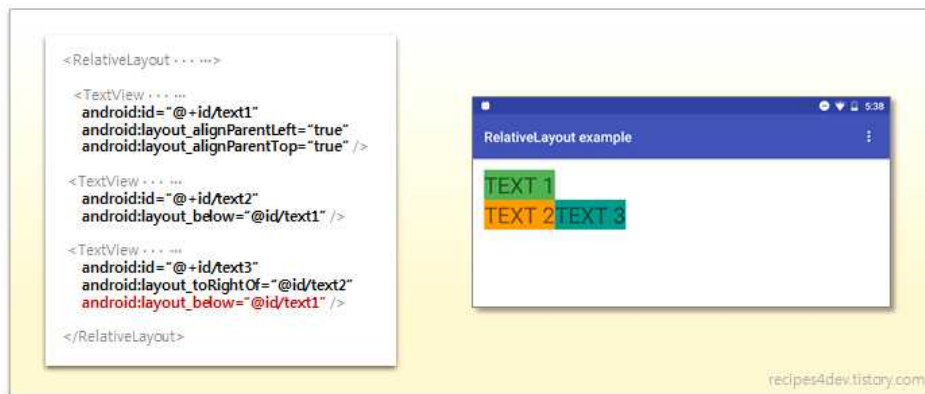 <RelativeLayout ··· ···>
<TextView ··· ···
android:id="@+id/text1"
android:layout_alignParentLeft="true"
android:layout_alignParentTop="true" />
<TextView ··· ···
android:id="@+id/text2"
android:layout_below="@id/text1" />
<TextView ··· ···
android:id="@+id/text3"
android:layout_toRightOf="@id/text2"
android:layout_below="@id/text1" />
</RelativeLayout>
5:38
RelativeLayout example
TEXT 1
TEXT 2TEXT 3
recipes4dev.tistory.com